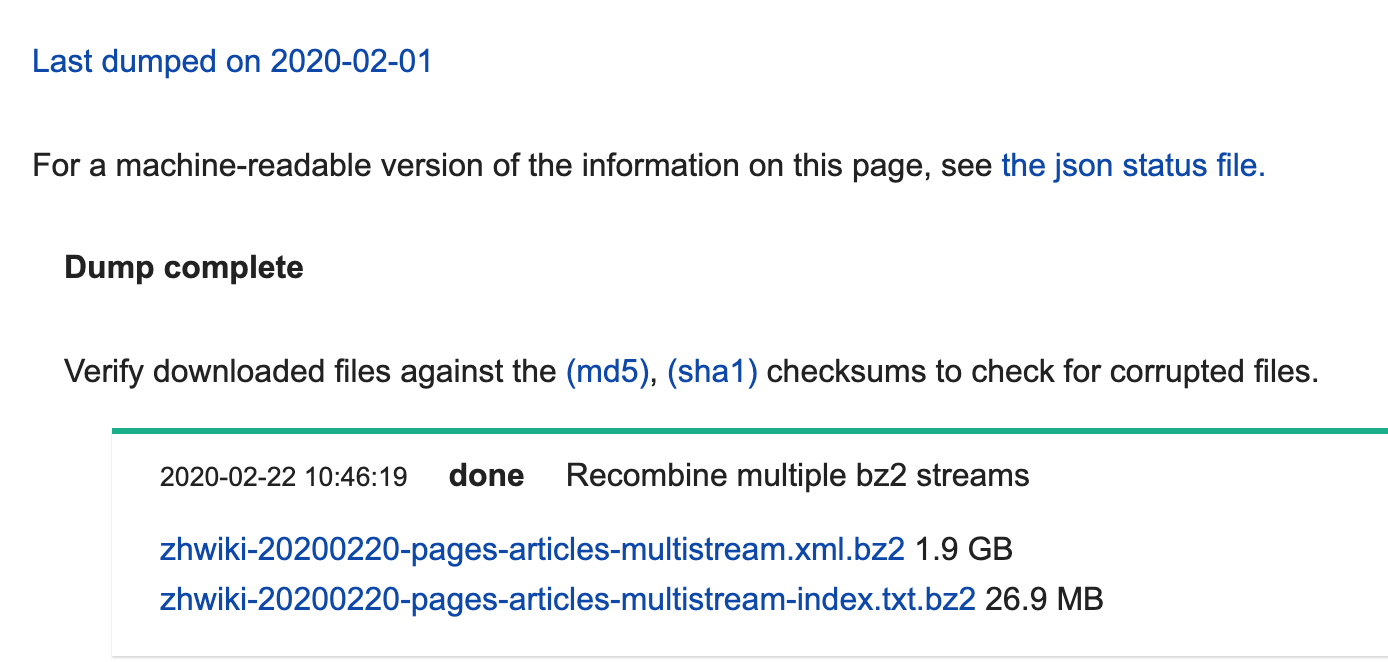 Last dumped on 2020-02-01
For a machine-readable version of the information on this page, see the json status file.
Dump complete
Verify downloaded files against the (md5), (sha1) checksums to check for corrupted files.
2020-02-22 10:46:19 done Recombine multiple bz2 streams
zhwiki-20200220-pages-articles-multistream.xml.bz2 1.9 GB
zhwiki-20200220-pages-articles-multistream-index.txt.bz2 26.9 MB